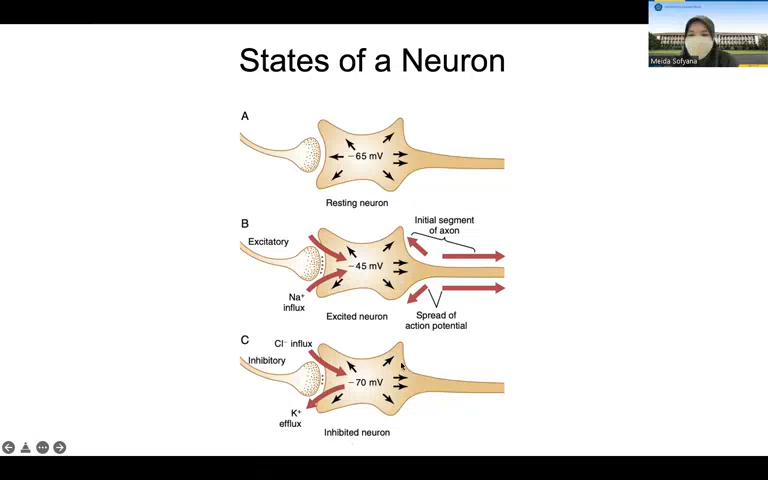 States of a Neuron
Meida Sofyana
A
−65 mV
Resting neuron
B
Excitatory
Initial segment
of axon
−45 mV
Na⁺
influx
Excited neuron
Spread of
action potential
C
Cl⁻ influx
Inhibitory
−70 mV
K⁺
efflux
Inhibited neuron